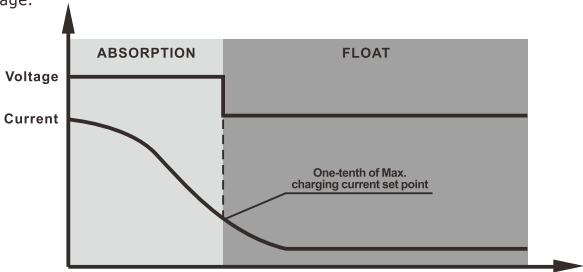 age.
ABSORPTION
FLOAT
Voltage
Current
One-tenth of Max.
charging current set point